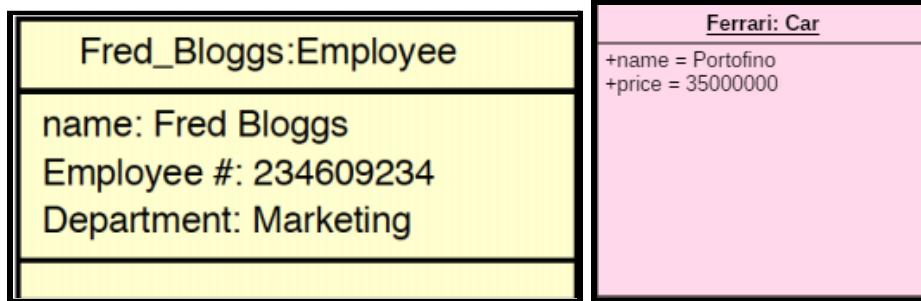 Fred_Bloggs:Employee
name: Fred Bloggs
Employee #: 234609234
Department: Marketing
Ferrari: Car
+name = Portofino
+price = 35000000